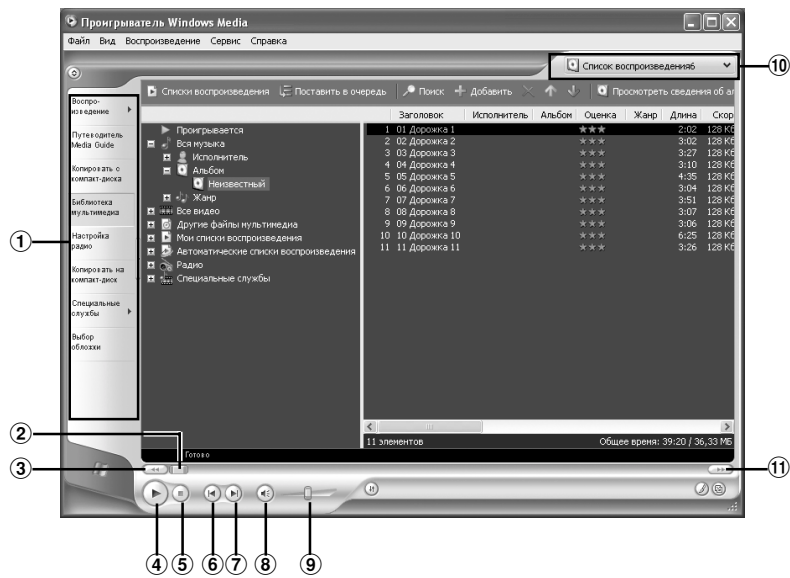 Проигрыватель Windows Media
Файл Вид Воспроизведение Сервис Справка
Список воспроизведения6
10
Списки воспроизведения Поставить в очередь Поиск Добавить Просмотреть сведения об ал
Воспро-
изведение
Путеводитель
Media Guide
Копировать с
компакт-диска
Библиотека
мультимедиа
Настройка
радио
Копировать на
компакт-диск
Специальные
службы
Выбор
обложки
1
Проигрывается
Вся музыка
Исполнитель
Альбом
Неизвестный
Жанр
Все видео
Другие файлы мультимедиа
Мои списки воспроизведения
Автоматические списки воспроизведения
Радио
Специальные службы
Заголовок Исполнитель Альбом Оценка Жанр Длина Скор
1 01 Дорожка 1 2:02 128 Кб
2 02 Дорожка 2 3:02 128 Кб
3 03 Дорожка 3 3:27 128 Кб
4 04 Дорожка 4 3:10 128 Кб
5 05 Дорожка 5 4:35 128 Кб
6 06 Дорожка 6 3:04 128 Кб
7 07 Дорожка 7 3:51 128 Кб
8 08 Дорожка 8 3:07 128 Кб
9 09 Дорожка 9 3:06 128 Кб
10 10 Дорожка 10 6:25 128 Кб
11 11 Дорожка 11 3:26 128 Кб
11 элементов Общее время: 39:20 / 36,33 МБ
Готово
2
3
11
4 5 6 7 8 9